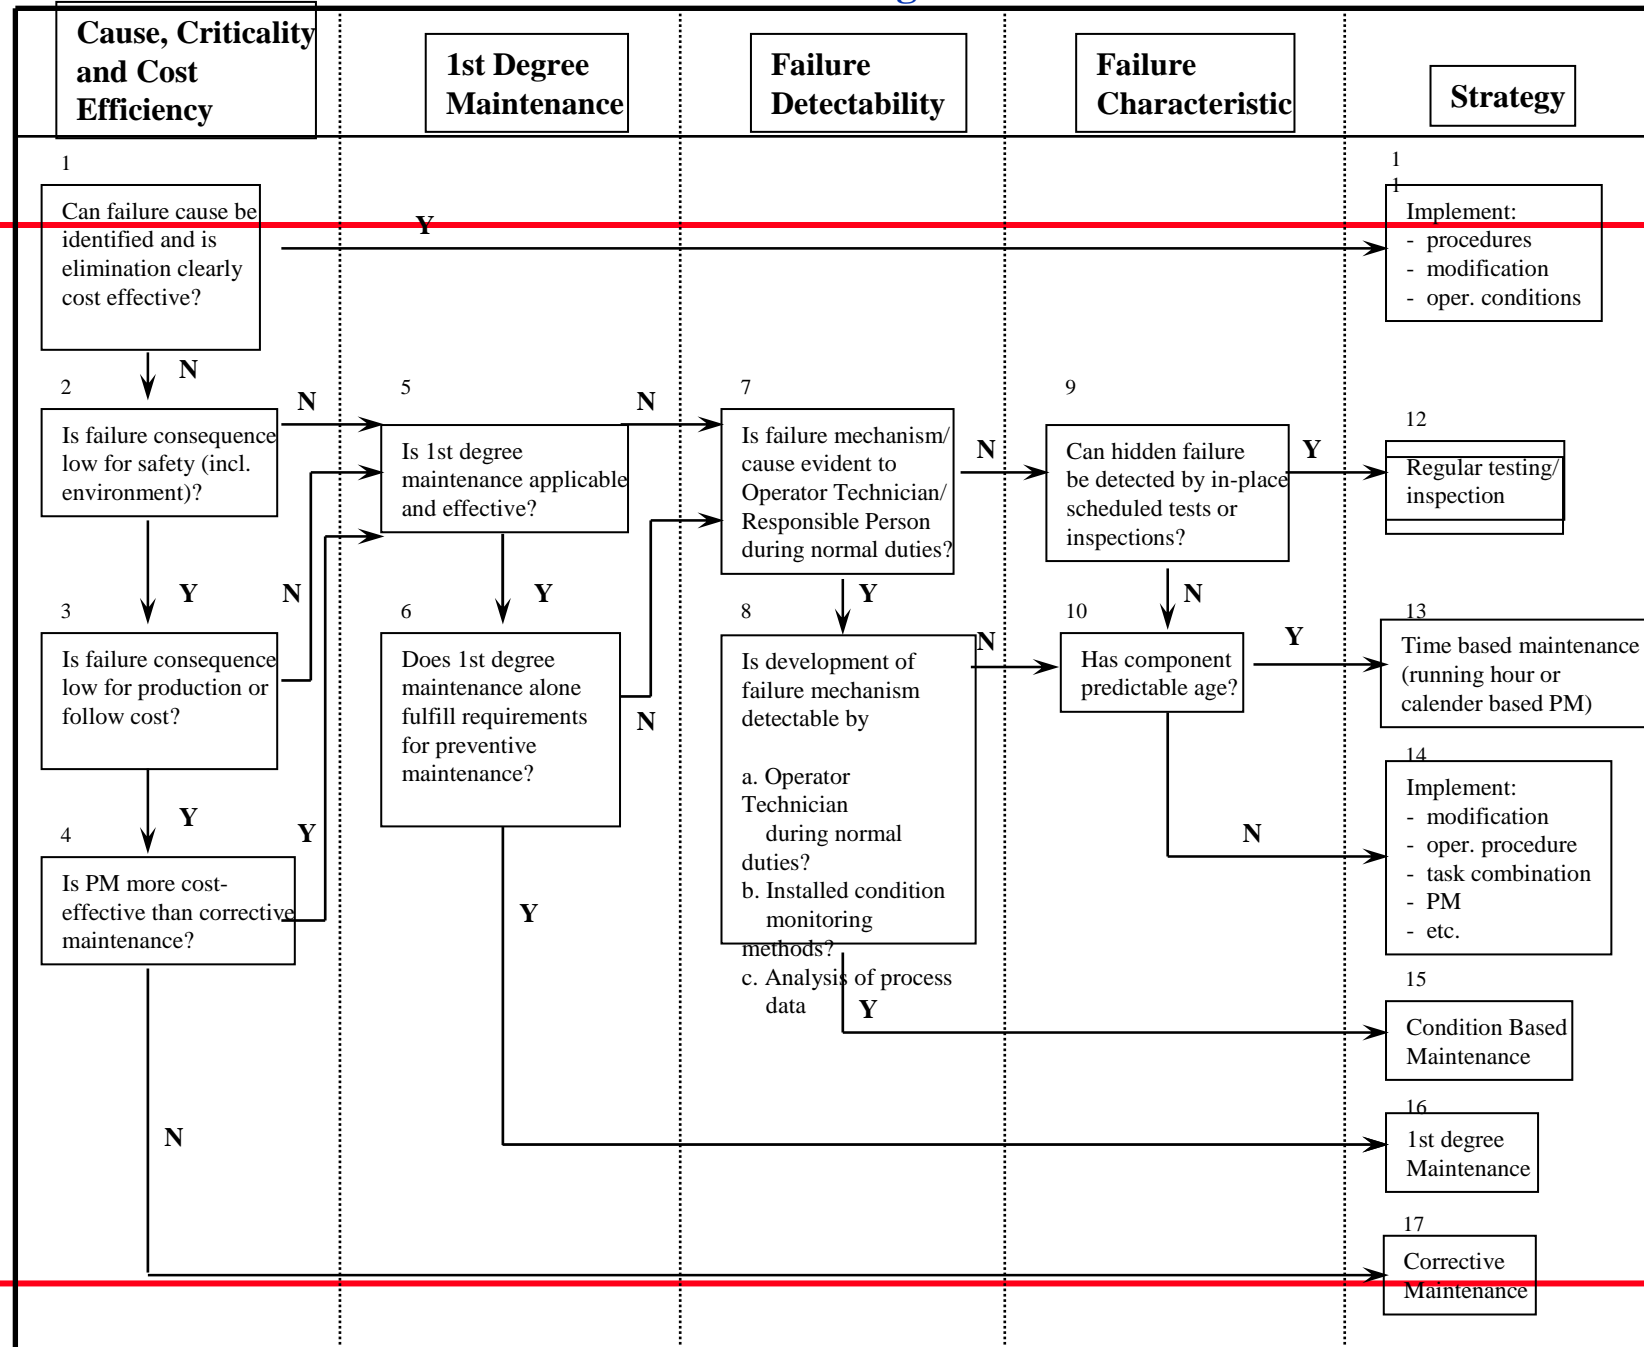 Cause, Criticality
and Cost
Efficiency
1st Degree
Maintenance
Failure
Detectability
Failure
Characteristic
Strategy
1
Can failure cause be
identified and is
elimination clearly
cost effective?
Y
1
1
Implement:
- procedures
- modification
- oper. conditions
N
2
Is failure consequence
low for safety (incl.
environment)?
N
5
Is 1st degree
maintenance applicable
and effective?
N
7
Is failure mechanism/
cause evident to
Operator Technician/
Responsible Person
during normal duties?
N
9
Can hidden failure
be detected by in-place
scheduled tests or
inspections?
Y
12
Regular testing/
inspection
Y
N
Y
Y
N
3
Is failure consequence
low for production or
follow cost?
6
Does 1st degree
maintenance alone
fulfill requirements
for preventive
maintenance?
N
8
Is development of
failure mechanism
detectable by
a. Operator
Technician
during normal
duties?
b. Installed condition
monitoring
methods?
c. Analysis of process
data
N
10
Has component
predictable age?
Y
13
Time based maintenance
(running hour or
calender based PM)
N
14
Implement:
- modification
- oper. procedure
- task combination
- PM
- etc.
Y
4
Is PM more cost-
effective than corrective
maintenance?
Y
Y
Y
15
Condition Based
Maintenance
16
1st degree
Maintenance
N
17
Corrective
Maintenance